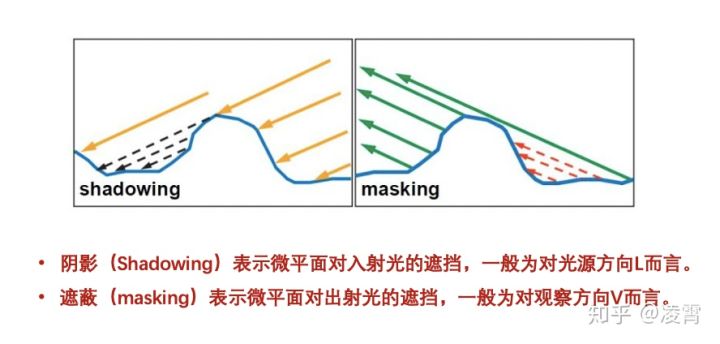 shadowing
masking
• 阴影（Shadowing）表示微平面对入射光的遮挡，一般为对光源方向L而言。
• 遮蔽（masking）表示微平面对出射光的遮挡，一般为对观察方向V而言。
知乎 @凌霄